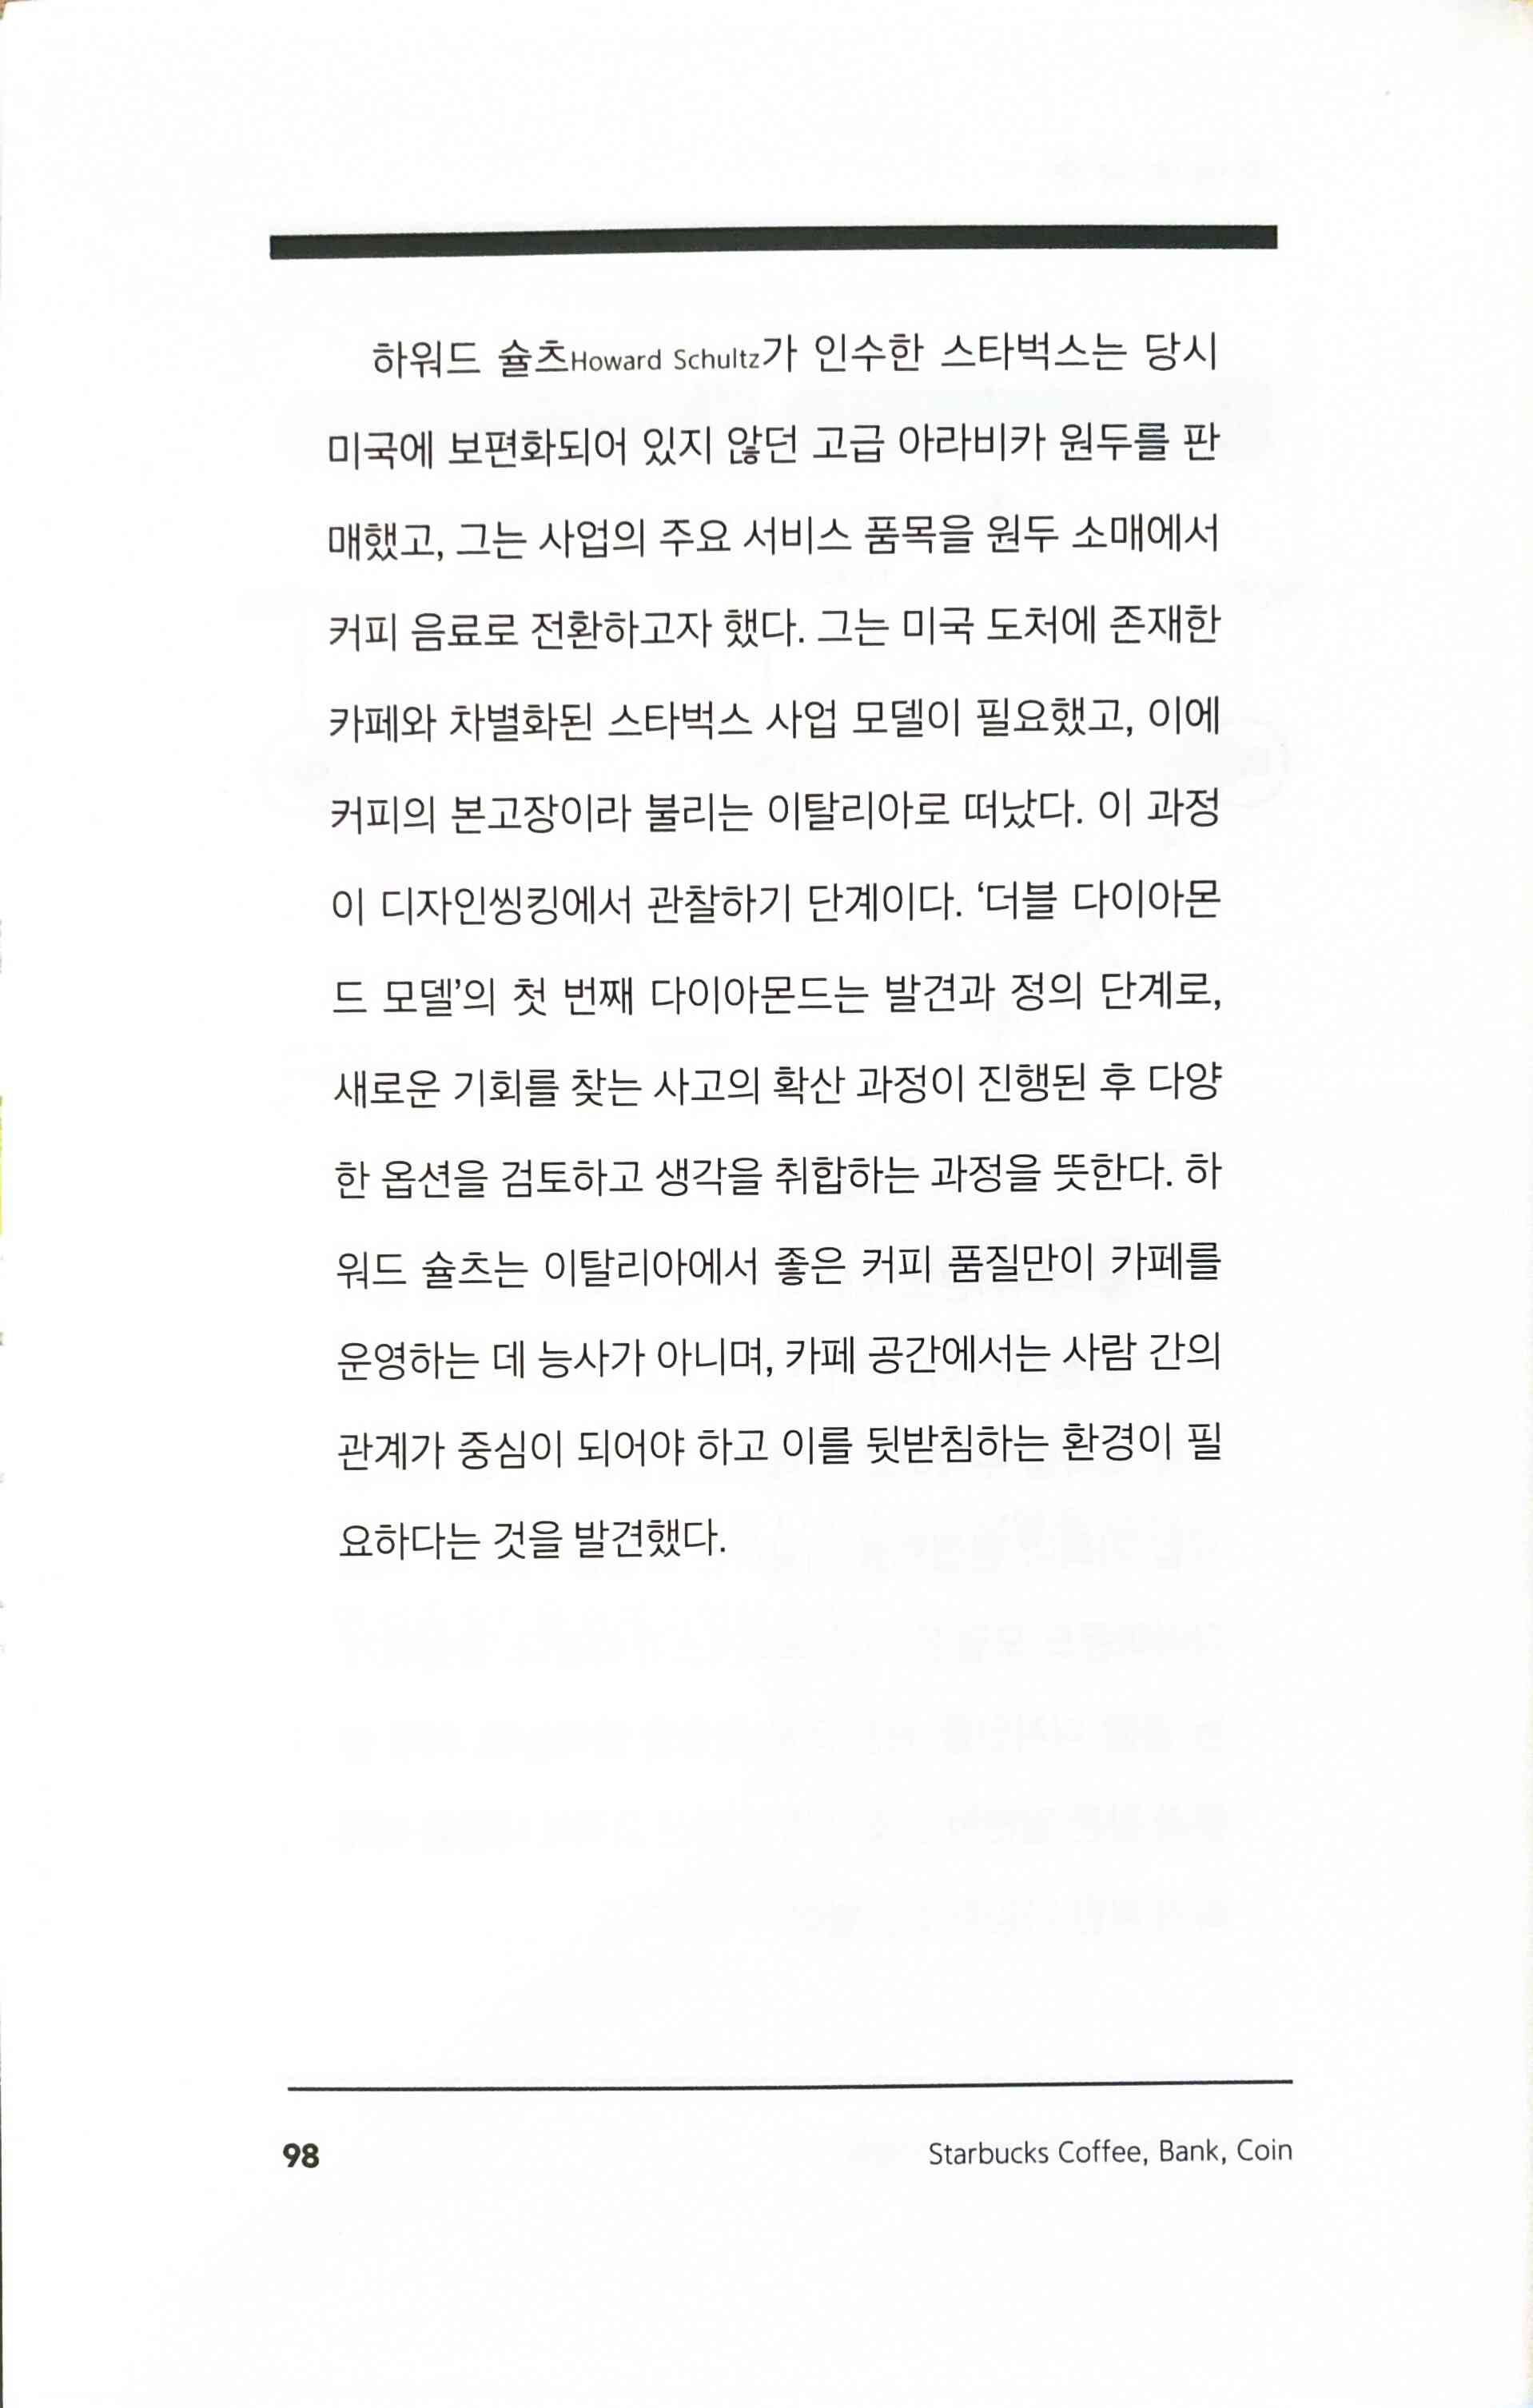 하워드 슐츠Howard Schultz가 인수한 스타벅스는 당시
미국에 보편화되어 있지 않던 고급 아라비카 원두를 판
매했고, 그는 사업의 주요 서비스 품목을 원두 소매에서
커피 음료로 전환하고자 했다. 그는 미국 도처에 존재한
카페와 차별화된 스타벅스 사업 모델이 필요했고, 이에
커피의 본고장이라 불리는 이탈리아로 떠났다. 이 과정
이 디자인씽킹에서 관찰하기 단계이다. ‘더블 다이아몬
드 모델’의 첫 번째 다이아몬드는 발견과 정의 단계로,
새로운 기회를 찾는 사고의 확산 과정이 진행된 후 다양
한 옵션을 검토하고 생각을 취합하는 과정을 뜻한다. 하
워드 슐츠는 이탈리아에서 좋은 커피 품질만이 카페를
운영하는 데 능사가 아니며, 카페 공간에서는 사람 간의
관계가 중심이 되어야 하고 이를 뒷받침하는 환경이 필
요하다는 것을 발견했다.
98
Starbucks Coffee, Bank, Coin